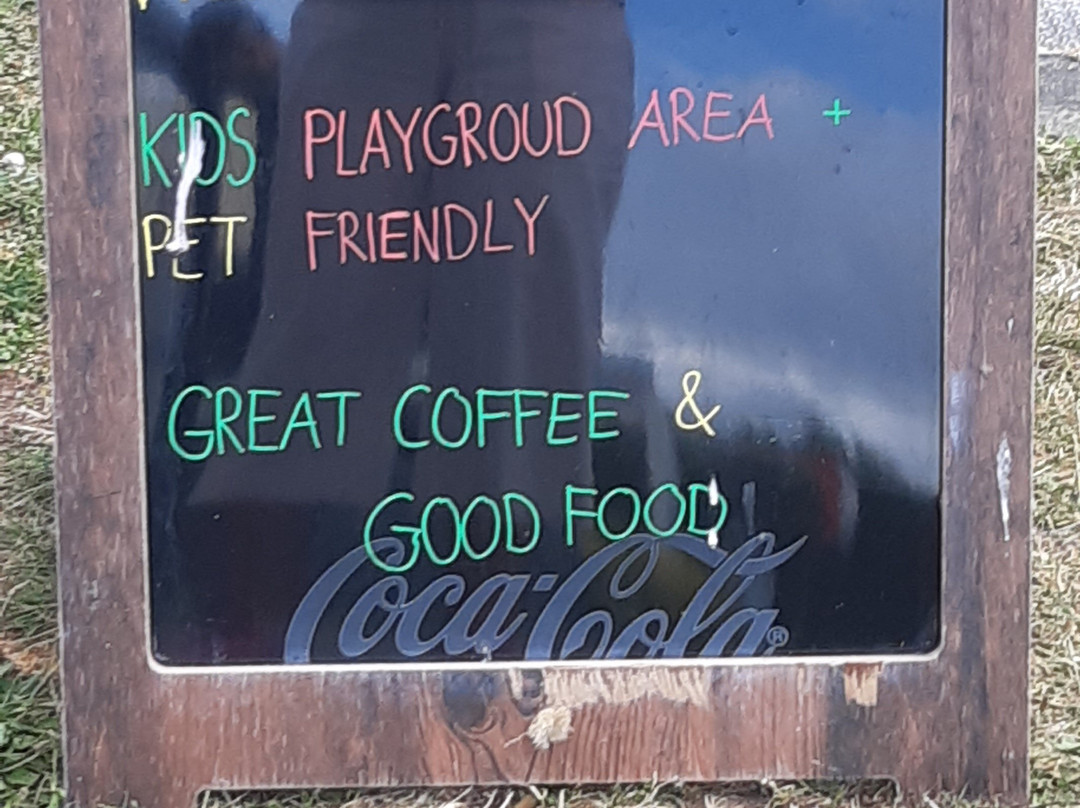 KIDS PLAYGROUD AREA +
PET FRIENDLY
GREAT COFFEE &
GOOD FOOD
Coca-Cola®